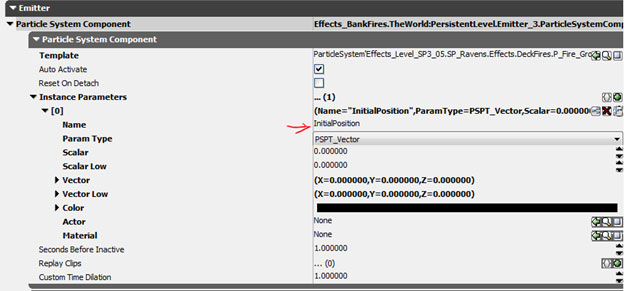 Emitter
Particle System Component Effects_BankFires.TheWorld:PersistentLevel.Emitter_3.ParticleSystemComp
Particle System Component
Template ParticleSystem'Effects_Level_SP3_05.SP_Ravens.Effects.DeckFires.P_Fire_Gro
Auto Activate
Reset On Detach
Instance Parameters ... (1)
[0] (Name="InitialPosition",ParamType=PSPT_Vector,Scalar=0.00000
Name InitialPosition
Param Type PSPT_Vector
Scalar 0.000000
Scalar Low 0.000000
Vector (X=0.000000,Y=0.000000,Z=0.000000)
Vector Low (X=0.000000,Y=0.000000,Z=0.000000)
Color
Actor None
Material None
Seconds Before Inactive 1.000000
Replay Clips ... (0)
Custom Time Dilation 1.000000